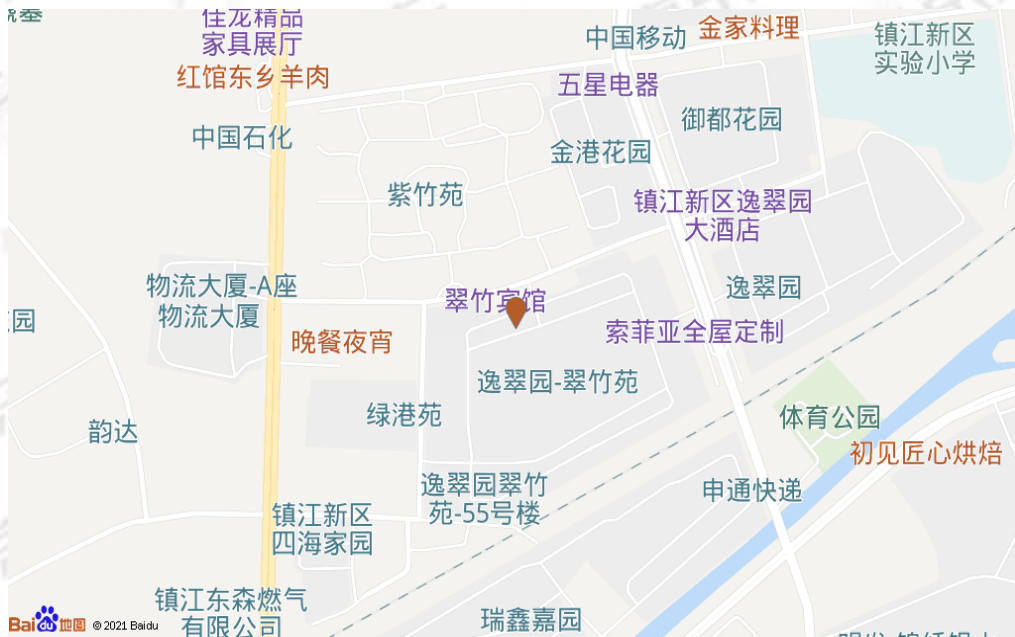 佳龙精品
家具展厅
中国移动
金家料理
镇江新区
实验小学
红馆东乡羊肉
五星电器
中国石化
御都花园
金港花园
紫竹苑
镇江新区逸翠园
大酒店
物流大厦-A座
物流大厦
翠竹宾馆
逸翠园
园
晚餐夜宵
索菲亚全屋定制
逸翠园-翠竹苑
绿港苑
体育公园
韵达
初见匠心烘焙
逸翠园翠竹
苑-55号楼
申通快递
镇江新区
四海家园
镇江东森燃气
有限公司
瑞鑫嘉园
Bai du 地图 © 2021 Baidu